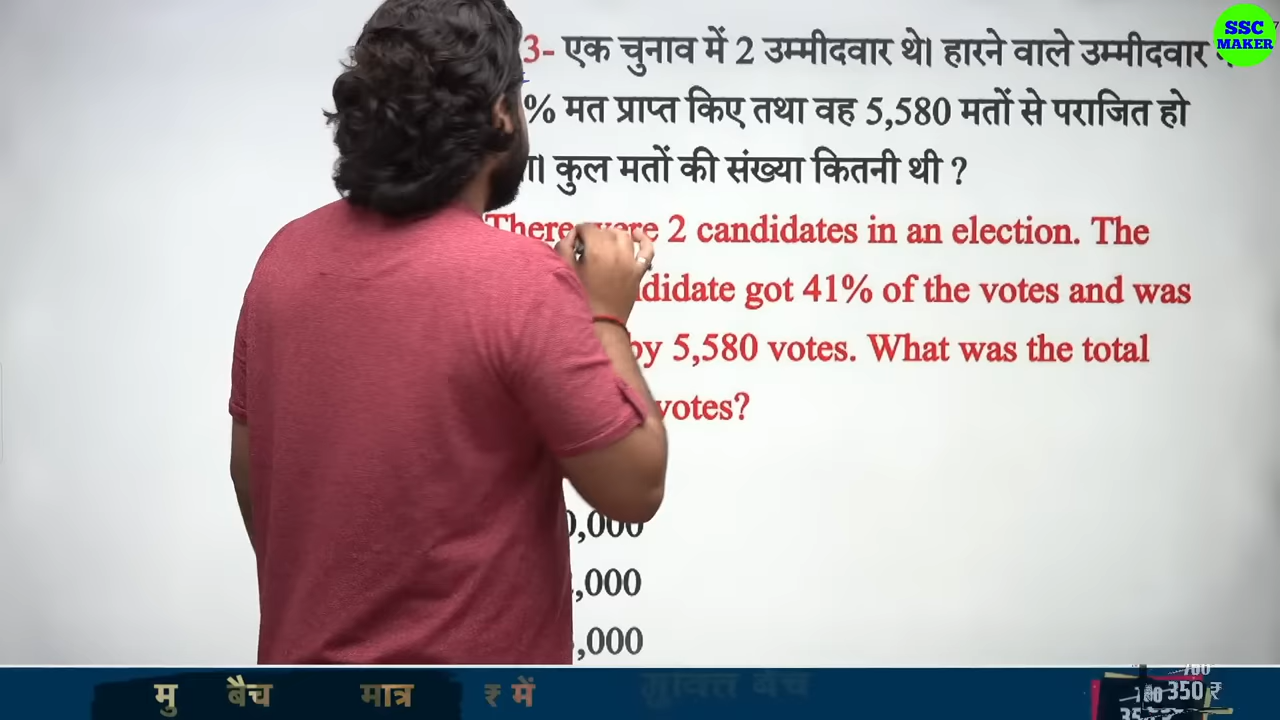 SSC
MAKER
3- एक चुनाव में 2 उम्मीदवार थे। हारने वाले उम्मीदवार
% मत प्राप्त किए तथा वह 5,580 मतों से पराजित हो
कुल मतों की संख्या कितनी थी ?
There were 2 candidates in an election. The
didate got 41% of the votes and was
by 5,580 votes. What was the total
votes?
0,000
,000
,000
मु बैच मात्र ₹ में
350 ₹